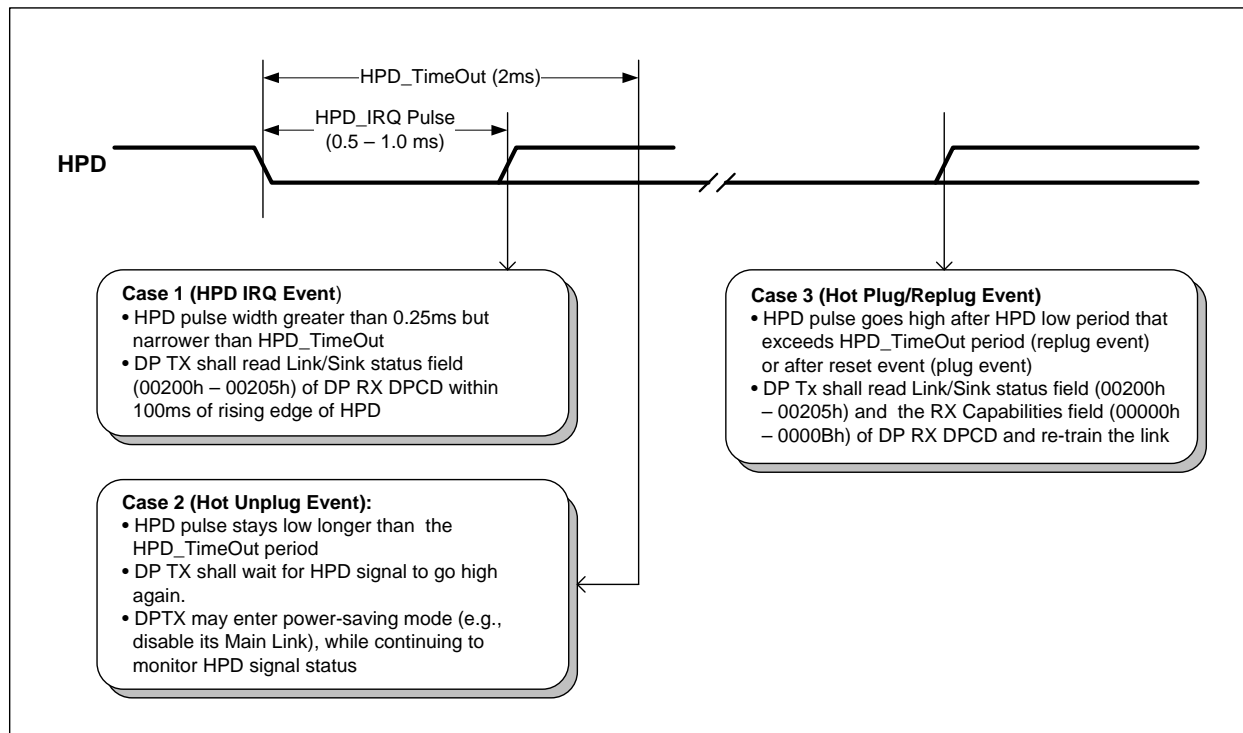 HPD_TimeOut (2ms)
HPD_IRQ Pulse
(0.5 – 1.0 ms)
HPD
Case 1 (HPD IRQ Event)
• HPD pulse width greater than 0.25ms but
narrower than HPD_TimeOut
• DP TX shall read Link/Sink status field
(00200h – 00205h) of DP RX DPCD within
100ms of rising edge of HPD
Case 2 (Hot Unplug Event):
• HPD pulse stays low longer than the
HPD_TimeOut period
• DP TX shall wait for HPD signal to go high
again.
• DPTX may enter power-saving mode (e.g.,
disable its Main Link), while continuing to
monitor HPD signal status
Case 3 (Hot Plug/Replug Event)
• HPD pulse goes high after HPD low period that
exceeds HPD_TimeOut period (replug event)
or after reset event (plug event)
• DP Tx shall read Link/Sink status field (00200h
– 00205h) and the RX Capabilities field (00000h
– 0000Bh) of DP RX DPCD and re-train the link